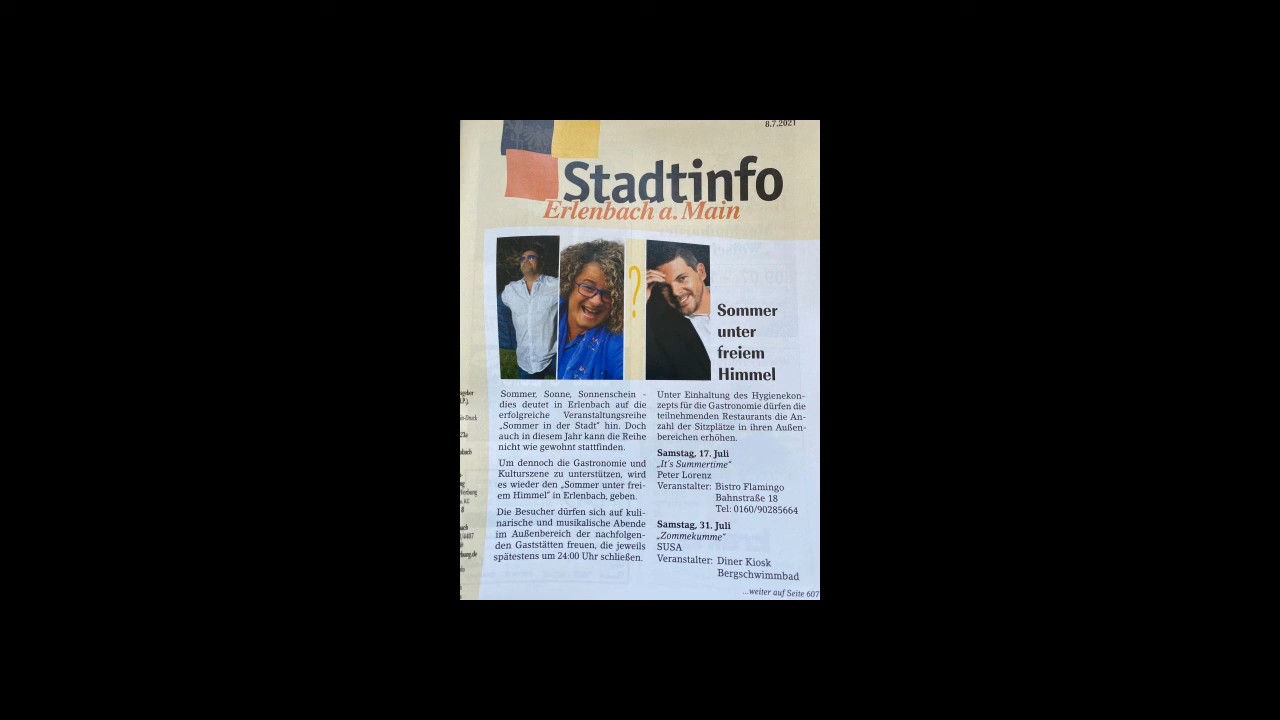 8.7.2021
Stadtinfo
Erlenbach a. Main
?
Sommer
unter
freiem
Himmel
Sommer, Sonne, Sonnenschein -
dies deutet in Erlenbach auf die
erfolgreiche Veranstaltungsreihe
„Sommer in der Stadt" hin. Doch
auch in diesem Jahr kann die Reihe
nicht wie gewohnt stattfinden.
Um dennoch die Gastronomie und
Kulturszene zu unterstützen, wird
es wieder den „Sommer unter frei-
em Himmel" in Erlenbach, geben.
Die Besucher dürfen sich auf kuli-
narische und musikalische Abende
im Außenbereich der nachfolgen-
den Gaststätten freuen, die jeweils
spätestens um 24:00 Uhr schließen.
Unter Einhaltung des Hygienekon-
zepts für die Gastronomie dürfen die
teilnehmenden Restaurants die An-
zahl der Sitzplätze in ihren Außen-
bereichen erhöhen.
Samstag, 17. Juli
„It's Summertime"
Peter Lorenz
Veranstalter: Bistro Flamingo
Bahnstraße 18
Tel: 0160/90285664
Samstag, 31. Juli
„Zommekumme"
SUSA
Veranstalter: Diner Kiosk
Bergschwimmbad
...weiter auf Seite 607